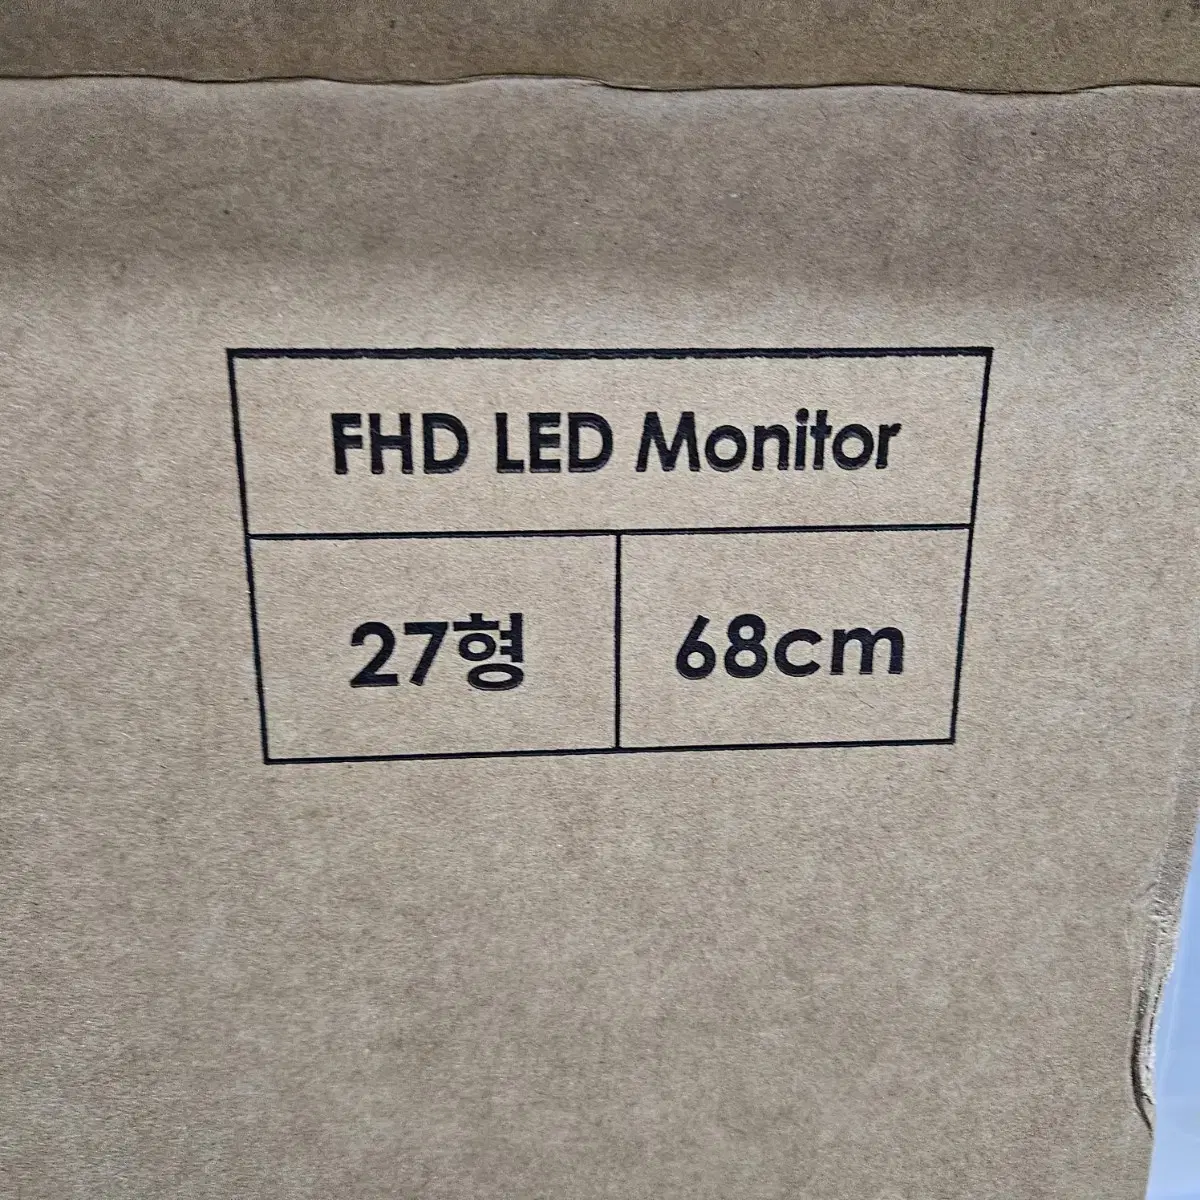 FHD LED Monitor
27형 68cm